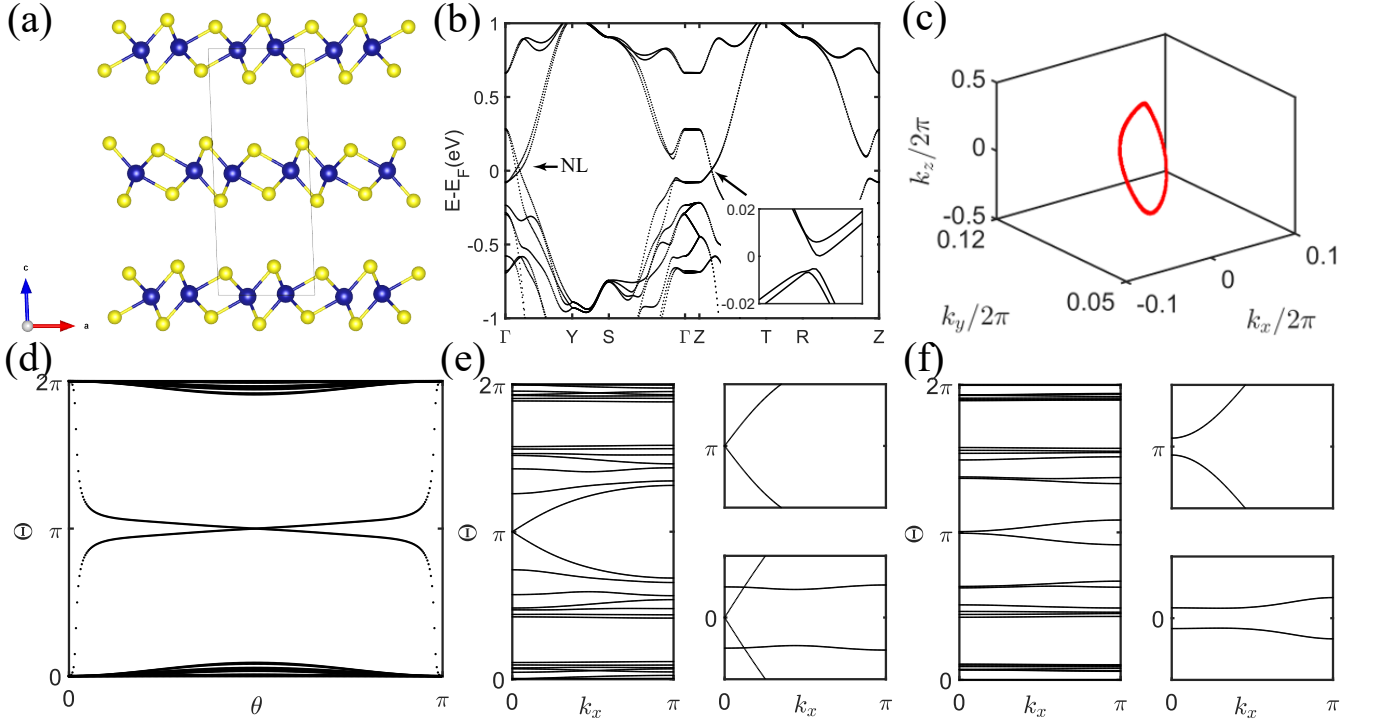 (a)
c
a
(b)
E-E_F(eV)
1
0.5
0
-0.5
-1
NL
0.02
0
-0.02
Γ Y S Γ Z T R Z
(c)
0.5
0
-0.5
k_z/2π
0.12
0.05
k_y/2π
-0.1
0
0.1
k_x/2π
(d)
2π
π
0
Θ
0 θ π
(e)
2π
π
0
Θ
0 k_x π
π
0
0 k_x π
(f)
2π
π
0
Θ
0 k_x π
π
0
0 k_x π